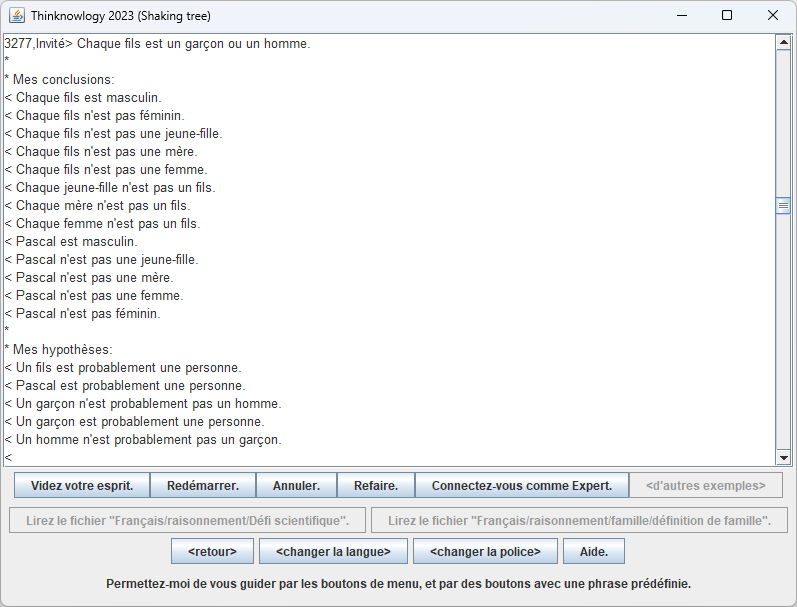 Thinknowlogy 2023 (Shaking tree)
3277,Invité> Chaque fils est un garçon ou un homme.
*
* Mes conclusions:
< Chaque fils est masculin.
< Chaque fils n'est pas féminin.
< Chaque fils n'est pas une jeune-fille.
< Chaque fils n'est pas une mère.
< Chaque fils n'est pas une femme.
< Chaque jeune-fille n'est pas un fils.
< Chaque mère n'est pas un fils.
< Chaque femme n'est pas un fils.
< Pascal est masculin.
< Pascal n'est pas une jeune-fille.
< Pascal n'est pas une mère.
< Pascal n'est pas une femme.
< Pascal n'est pas féminin.
*
* Mes hypothèses:
< Un fils est probablement une personne.
< Pascal est probablement une personne.
< Un garçon n'est probablement pas un homme.
< Un garçon est probablement une personne.
< Un homme n'est probablement pas un garçon.
<
Videz votre esprit. Redémarrer. Annuler. Refaire. Connectez-vous comme Expert. <d'autres exemples>
Lirez le fichier "Français/raisonnement/Défi scientifique". Lirez le fichier "Français/raisonnement/famille/définition de famille".
<retour> <changer la langue> <changer la police> Aide.
Permettez-moi de vous guider par les boutons de menu, et par des boutons avec une phrase prédéfinie.